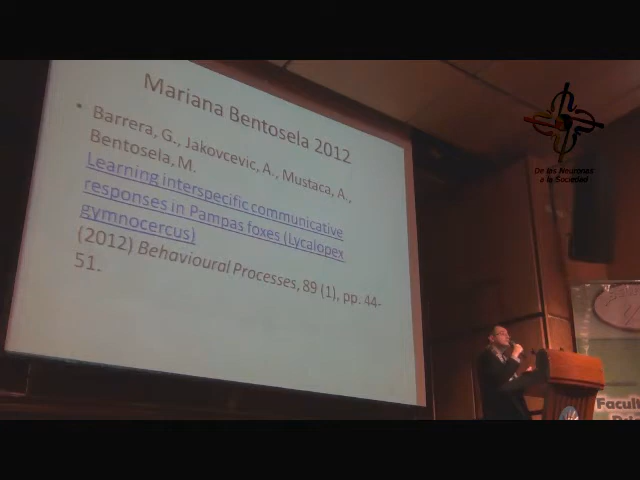 Mariana Bentosela 2012
• Barrera, G., Jakovcevic, A., Mustaca, A.,
Bentosela, M.
Learning interspecific communicative
responses in Pampas foxes (Lycalopex
gymnocercus)
(2012) Behavioural Processes, 89 (1), pp. 44-
51.
De las Neuronas
a la Sociedad
Facult